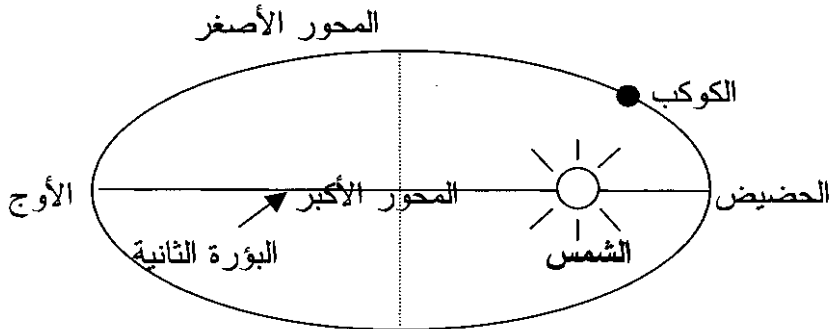 المحور الأصغر
الكوكب
الحضيض
المحور الأكبر
الأوج
الشمس
البؤرة الثانية